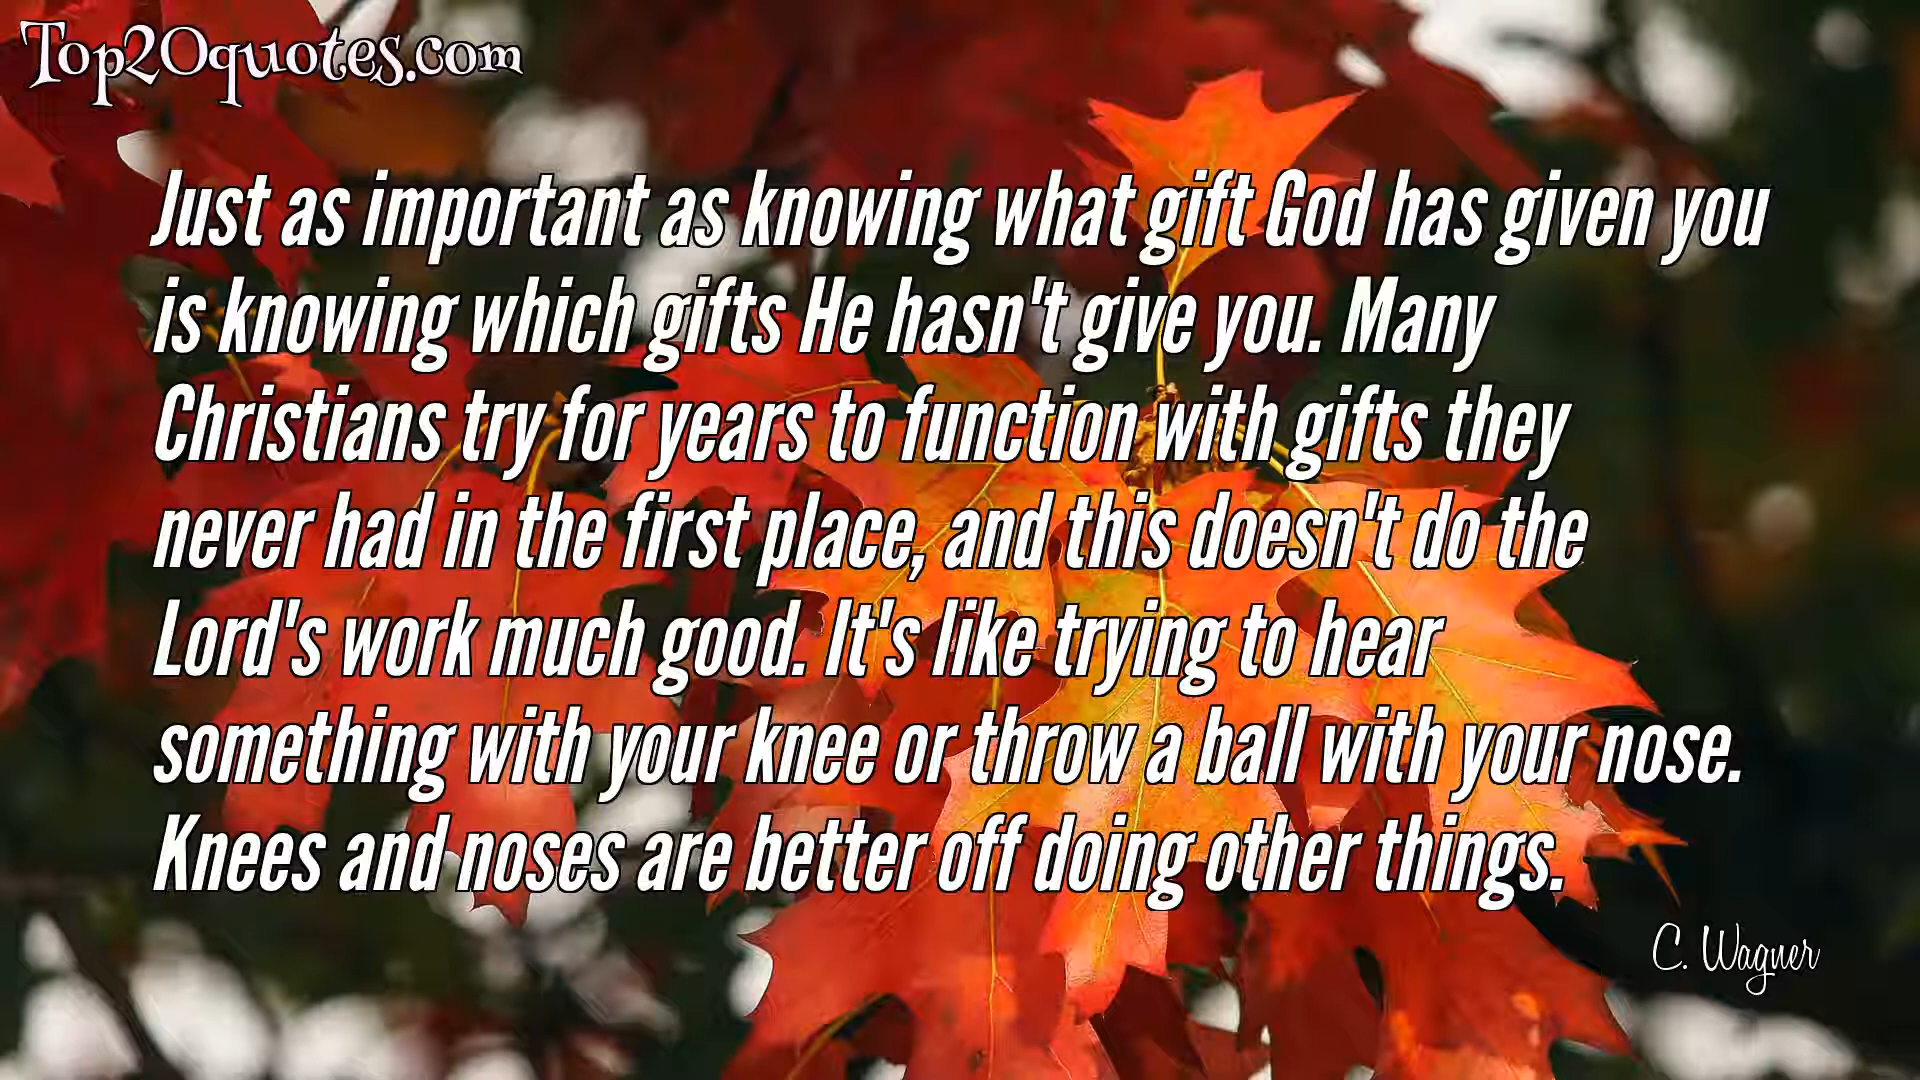 Top20quotes.com
Just as important as knowing what gift God has given you
is knowing which gifts He hasn't give you. Many
Christians try for years to function with gifts they
never had in the first place, and this doesn't do the
Lord's work much good. It's like trying to hear
something with your knee or throw a ball with your nose.
Knees and noses are better off doing other things.
C. Wagner